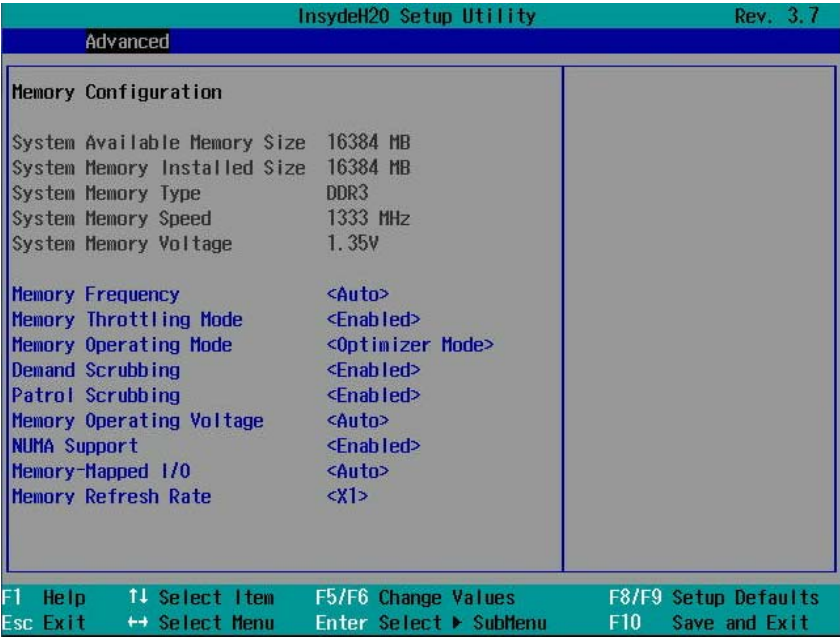 InsydeH20 Setup Utility Rev. 3.7
Advanced
Memory Configuration
System Available Memory Size 16384 MB
System Memory Installed Size 16384 MB
System Memory Type DDR3
System Memory Speed 1333 MHz
System Memory Voltage 1.35V
Memory Frequency <Auto>
Memory Throttling Mode <Enabled>
Memory Operating Mode <Optimizer Mode>
Demand Scrubbing <Enabled>
Patrol Scrubbing <Enabled>
Memory Operating Voltage <Auto>
NUMA Support <Enabled>
Memory-Mapped I/O <Auto>
Memory Refresh Rate <X1>
F1 Help ↑↓ Select Item F5/F6 Change Values F8/F9 Setup Defaults
Esc Exit ↔ Select Menu Enter Select ▶ SubMenu F10 Save and Exit